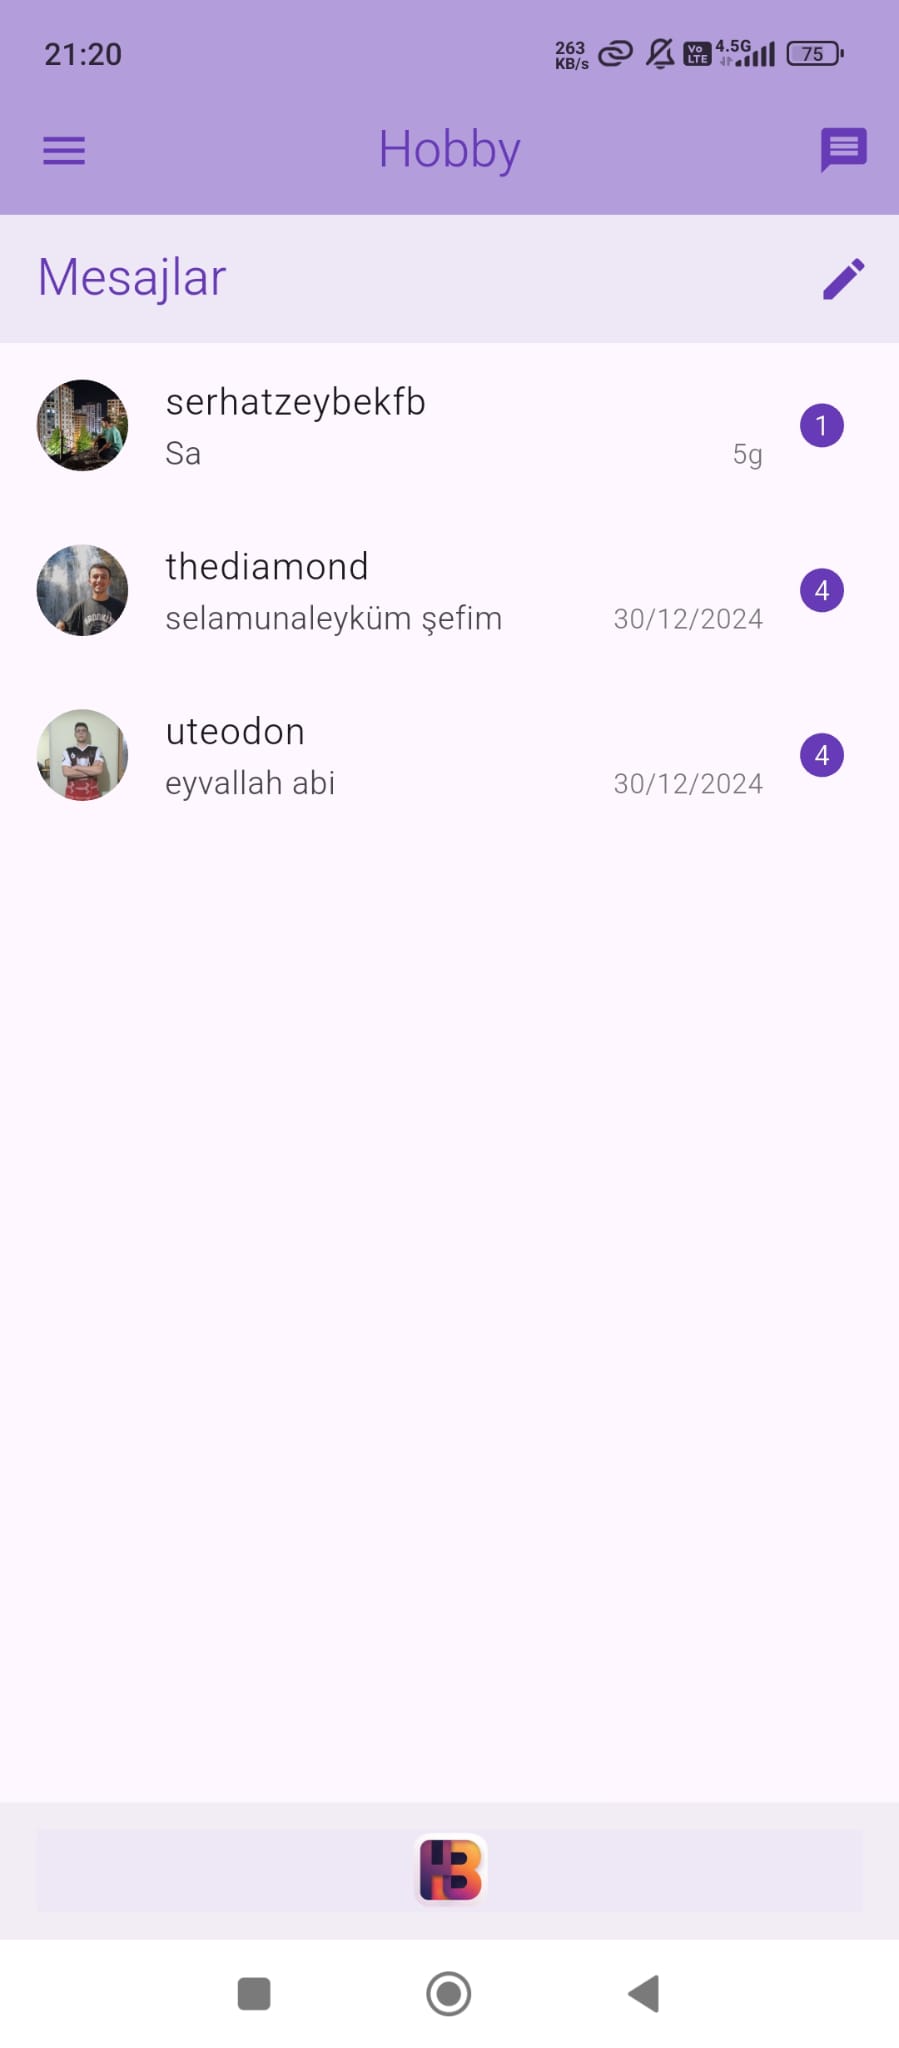 21:20
263
KB/s
Vo
LTE
4.5G
75
Hobby
Mesajlar
serhatzeybekfb
1
Sa
5g
thediamond
4
selamunaleyküm şefim
30/12/2024
uteodon
4
eyvallah abi
30/12/2024
HB